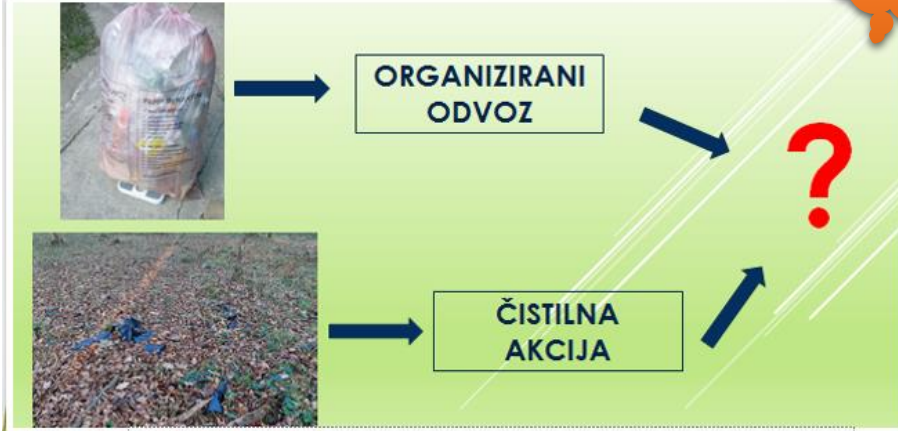 ORGANIZIRANI
ODVOZ
?
ČISTILNA
AKCIJA